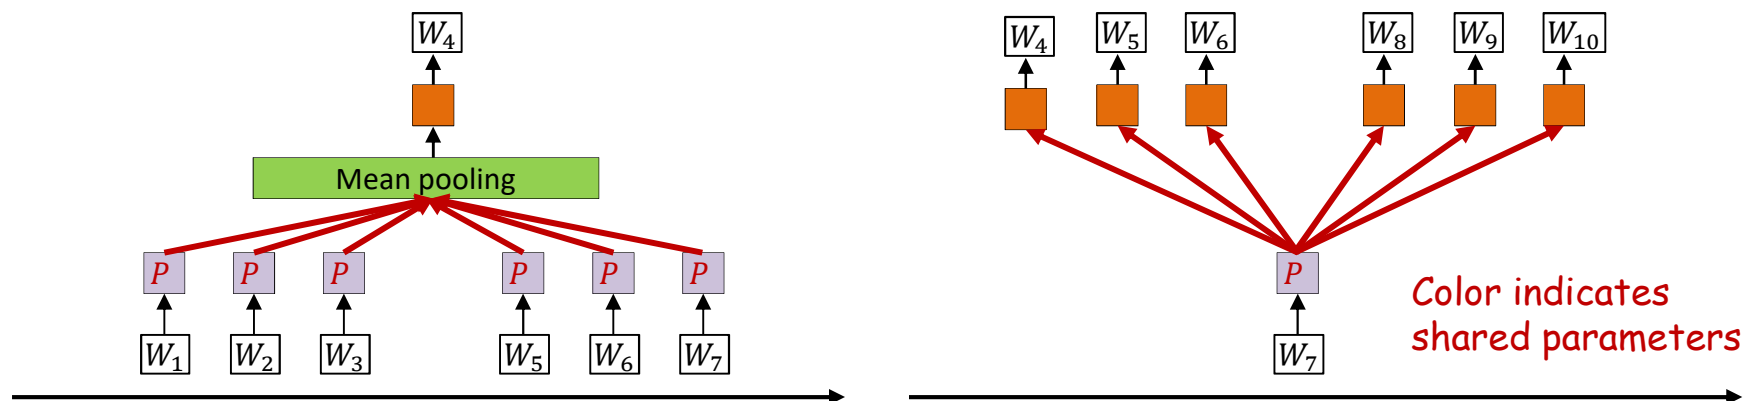 W₄
Mean pooling
P P P P P P
W₁ W₂ W₃ W₅ W₆ W₇
W₄ W₅ W₆ W₈ W₉ W₁₀
P
W₇
Color indicates
shared parameters